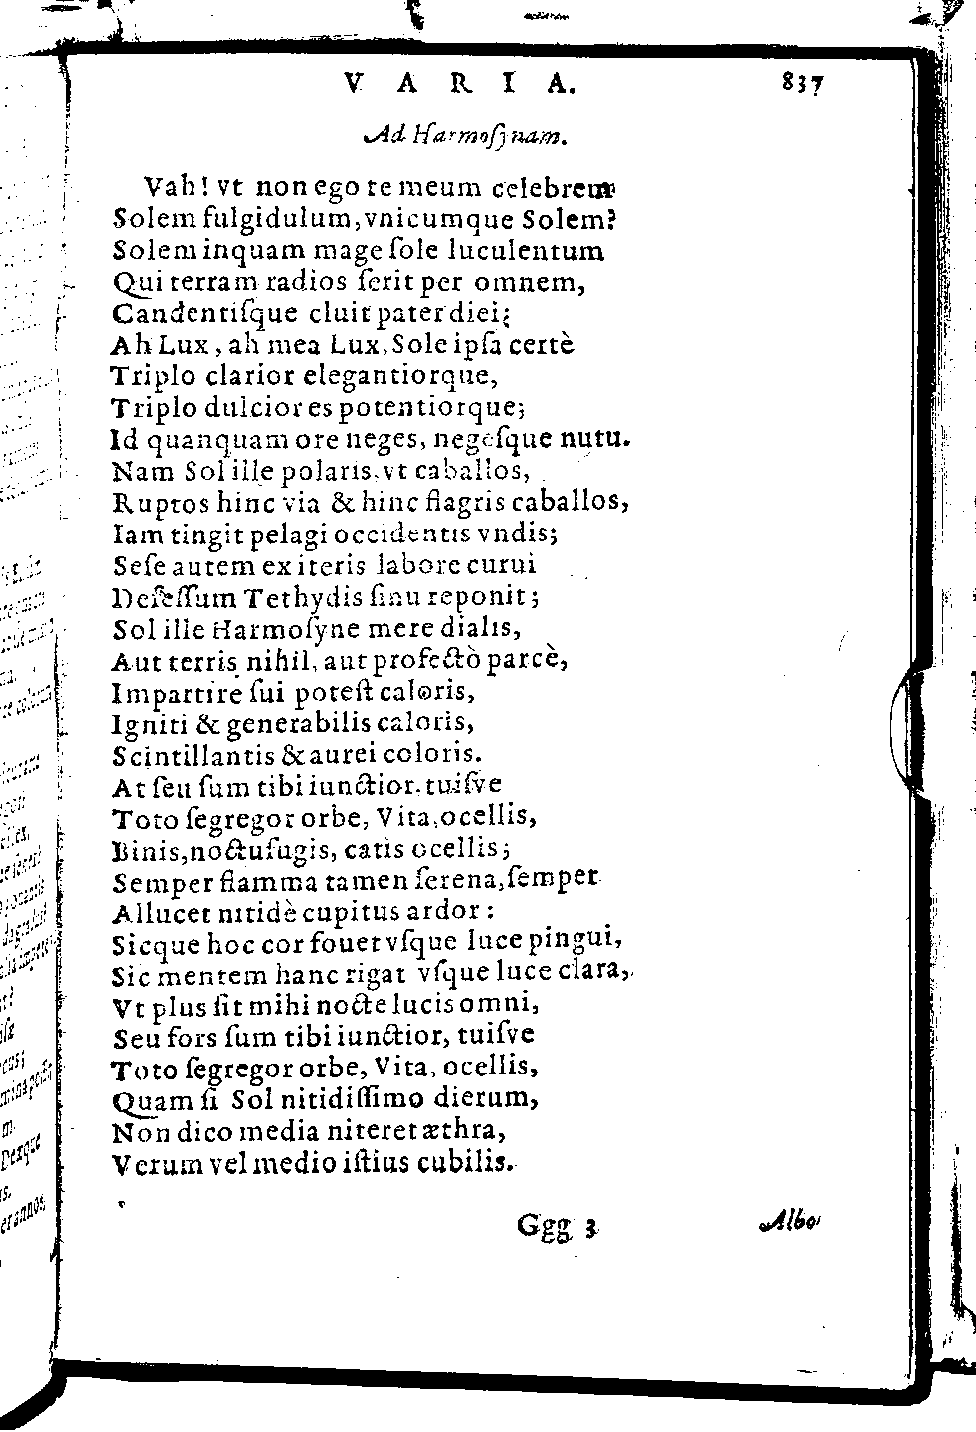 VARIA. 837
Ad Harmoſynam.
Vah! vt non ego te meum celebrem
Solem fulgidulum, vnicumque Solem?
Solem inquam mage ſole luculentum
Qui terram radios ſerit per omnem,
Candentiſque cluit pater diei;
Ah Lux, ah mea Lux, Sole ipſa certè
Triplo clarior elegantiorque,
Triplo dulcior es potentiorque;
Id quanquam ore neges, negeſque nutu.
Nam Sol ille polaris, vt caballos,
Ruptos hinc via & hinc flagris caballos,
Iam tingit pelagi occidentis vndis;
Seſe autem ex iteris labore curui
Defeſſum Tethydis ſinu reponit;
Sol ille Harmoſyne mere dialis,
Aut terris nihil, aut profectò parcè,
Impartire ſui poteſt caloris,
Igniti & generabilis caloris,
Scintillantis & aurei coloris.
At ſeu ſum tibi iunctior, tuiſve
Toto ſegregor orbe, Vita, ocellis,
Binis, noctufugis, catis ocellis;
Semper flamma tamen ſerena, ſemper
Allucet nitidè cupitus ardor:
Sicque hoc cor fouet vſque luce pingui,
Sic mentem hanc rigat vſque luce clara,
Vt plus ſit mihi nocte lucis omni,
Seu fors ſum tibi iunctior, tuiſve
Toto ſegregor orbe, Vita, ocellis,
Quam ſi Sol nitidiſſimo dierum,
Non dico media niteret æthra,
Verum vel medio iſtius cubilis.
Ggg 3 Albo